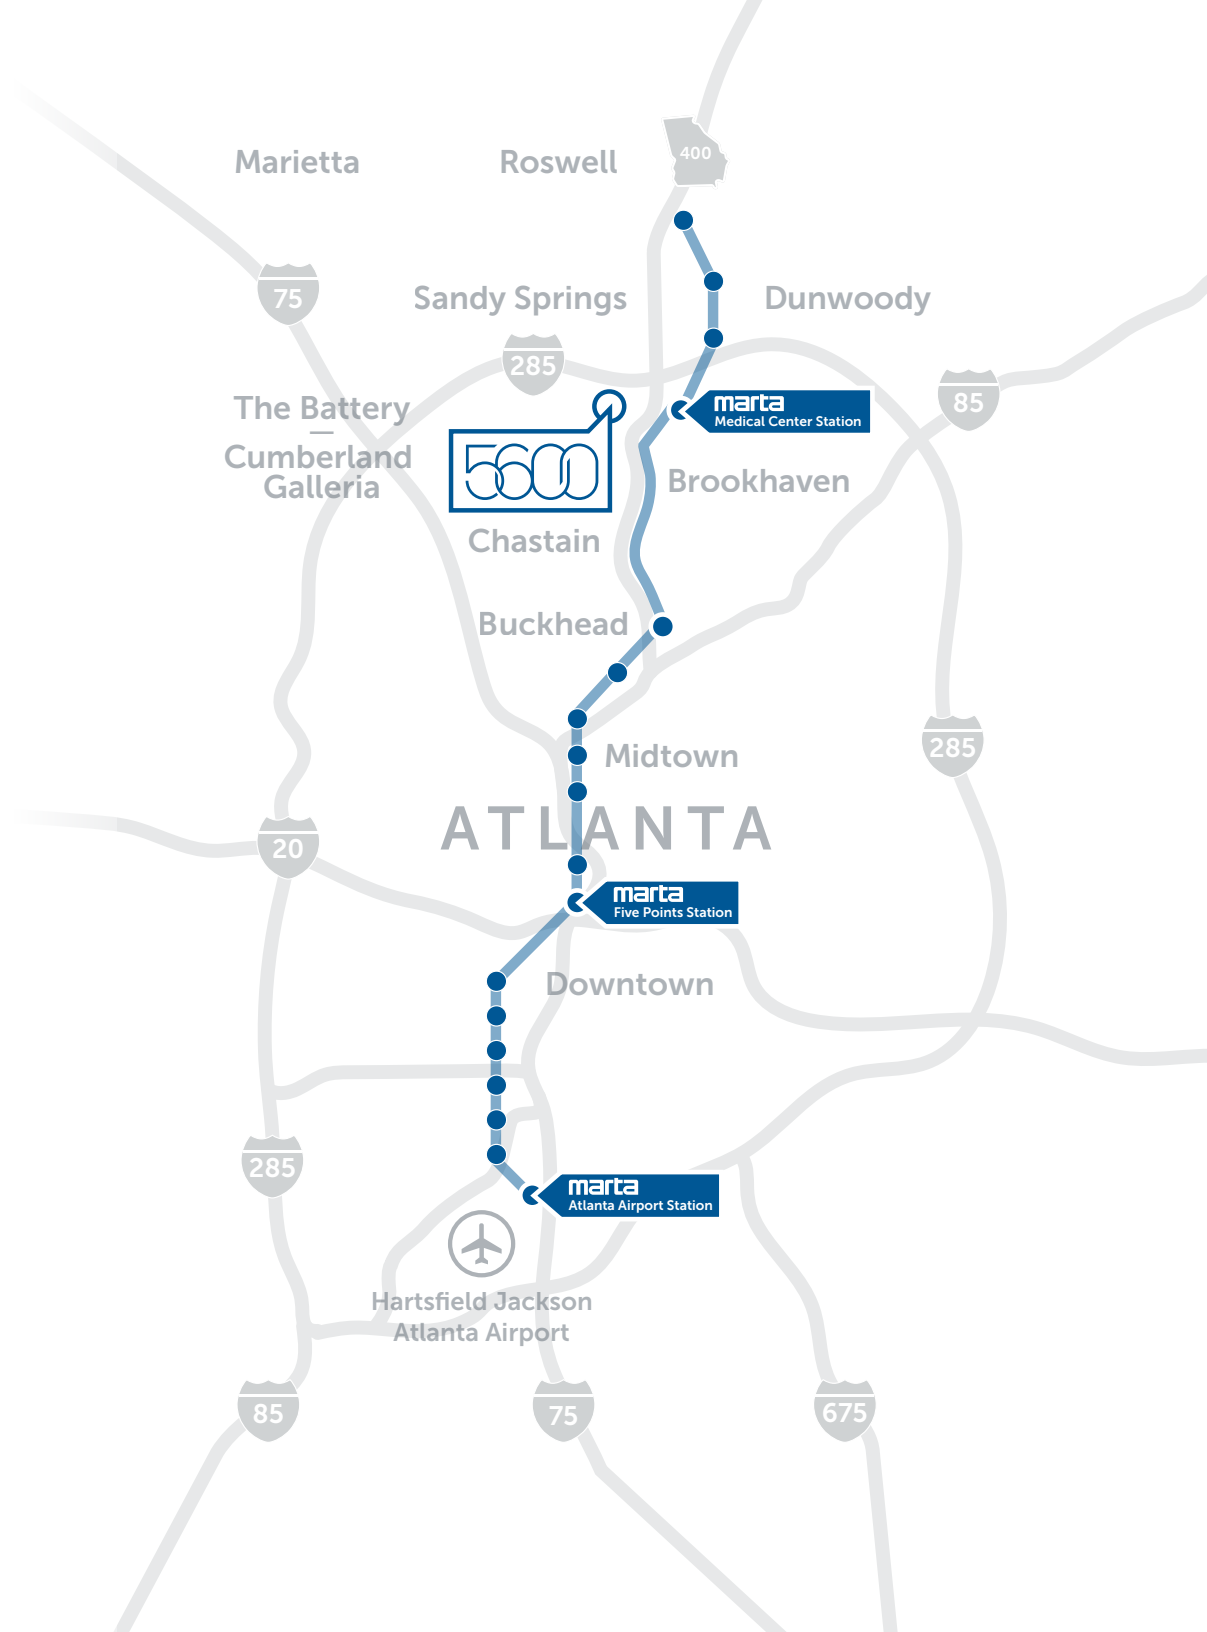 Marietta
Roswell
400
75
Sandy Springs
Dunwoody
285
The Battery
—
Cumberland
Galleria
85
marta
Medical Center Station
5600
Brookhaven
Chastain
Buckhead
285
Midtown
ATLANTA
20
marta
Five Points Station
Downtown
285
marta
Atlanta Airport Station
Hartsfield Jackson
Atlanta Airport
85
75
675